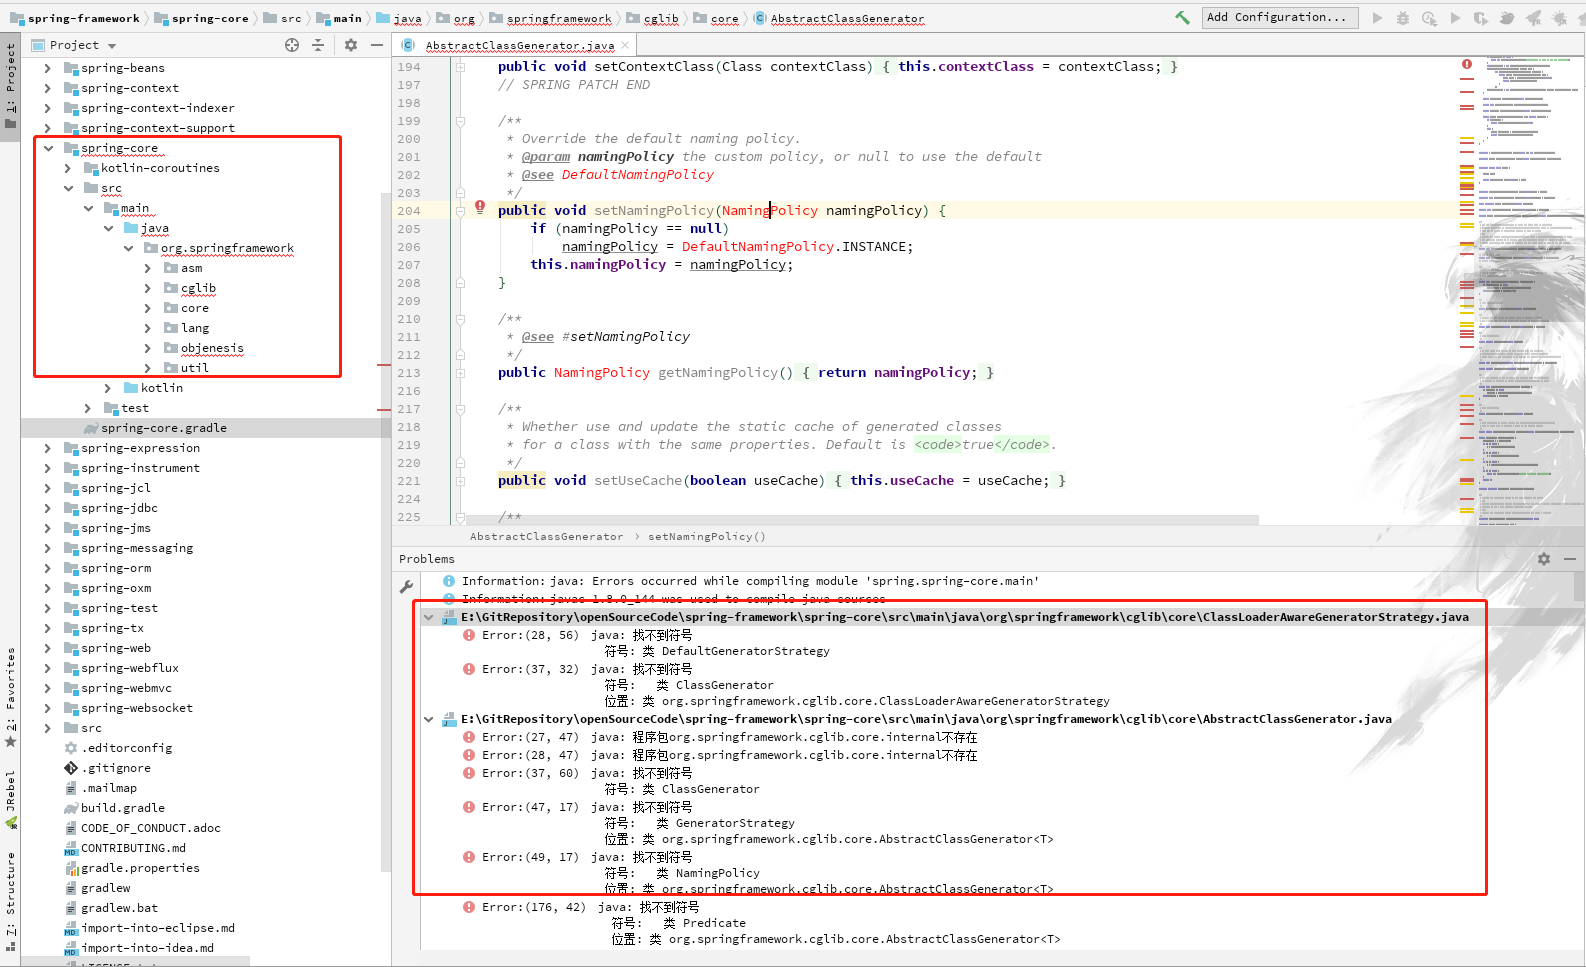 spring-framework spring-core src main java org springframework cglib core AbstractClassGenerator
Add Configuration...
Project
AbstractClassGenerator.java
1: Project
2: Favorites
JRebel
7: Structure
spring-beans
spring-context
spring-context-indexer
spring-context-support
spring-core
kotlin-coroutines
src
main
java
org.springframework
asm
cglib
core
lang
objenesis
util
kotlin
test
spring-core.gradle
spring-expression
spring-instrument
spring-jcl
spring-jdbc
spring-jms
spring-messaging
spring-orm
spring-oxm
spring-test
spring-tx
spring-web
spring-webflux
spring-webmvc
spring-websocket
src
.editorconfig
.gitignore
.mailmap
build.gradle
CODE_OF_CONDUCT.adoc
CONTRIBUTING.md
gradle.properties
gradlew
gradlew.bat
import-into-eclipse.md
import-into-idea.md
194 public void setContextClass(Class contextClass) { this.contextClass = contextClass; }
197 // SPRING PATCH END
198
199 /**
200 * Override the default naming policy.
201 * @param namingPolicy the custom policy, or null to use the default
202 * @see DefaultNamingPolicy
203 */
204 public void setNamingPolicy(NamingPolicy namingPolicy) {
205 if (namingPolicy == null)
206 namingPolicy = DefaultNamingPolicy.INSTANCE;
207 this.namingPolicy = namingPolicy;
208 }
209
210 /**
211 * @see #setNamingPolicy
212 */
213 public NamingPolicy getNamingPolicy() { return namingPolicy; }
216
217 /**
218 * Whether use and update the static cache of generated classes
219 * for a class with the same properties. Default is <code>true</code>.
220 */
221 public void setUseCache(boolean useCache) { this.useCache = useCache; }
224
225 /**
AbstractClassGenerator › setNamingPolicy()
Problems
Information: java: Errors occurred while compiling module 'spring.spring-core.main'
Information: javac 1.8.0_144 was used to compile java sources
E:\GitRepository\openSourceCode\spring-framework\spring-core\src\main\java\org\springframework\cglib\core\ClassLoaderAwareGeneratorStrategy.java
Error:(28, 56) java: 找不到符号
符号: 类 DefaultGeneratorStrategy
Error:(37, 32) java: 找不到符号
符号: 类 ClassGenerator
位置: 类 org.springframework.cglib.core.ClassLoaderAwareGeneratorStrategy
E:\GitRepository\openSourceCode\spring-framework\spring-core\src\main\java\org\springframework\cglib\core\AbstractClassGenerator.java
Error:(27, 47) java: 程序包org.springframework.cglib.core.internal不存在
Error:(28, 47) java: 程序包org.springframework.cglib.core.internal不存在
Error:(37, 60) java: 找不到符号
符号: 类 ClassGenerator
Error:(47, 17) java: 找不到符号
符号: 类 GeneratorStrategy
位置: 类 org.springframework.cglib.core.AbstractClassGenerator<T>
Error:(49, 17) java: 找不到符号
符号: 类 NamingPolicy
位置: 类 org.springframework.cglib.core.AbstractClassGenerator<T>
Error:(176, 42) java: 找不到符号
符号: 类 Predicate
位置: 类 org.springframework.cglib.core.AbstractClassGenerator<T>